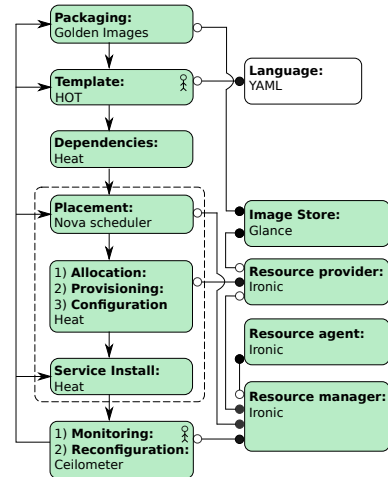 Packaging:
Golden Images
Template:
HOT
Language:
YAML
Dependencies:
Heat
Placement:
Nova scheduler
Image Store:
Glance
1) Allocation:
2) Provisioning:
3) Configuration
Heat
Resource provider:
Ironic
Resource agent:
Ironic
Service Install:
Heat
Resource manager:
Ironic
1) Monitoring:
2) Reconfiguration:
Ceilometer